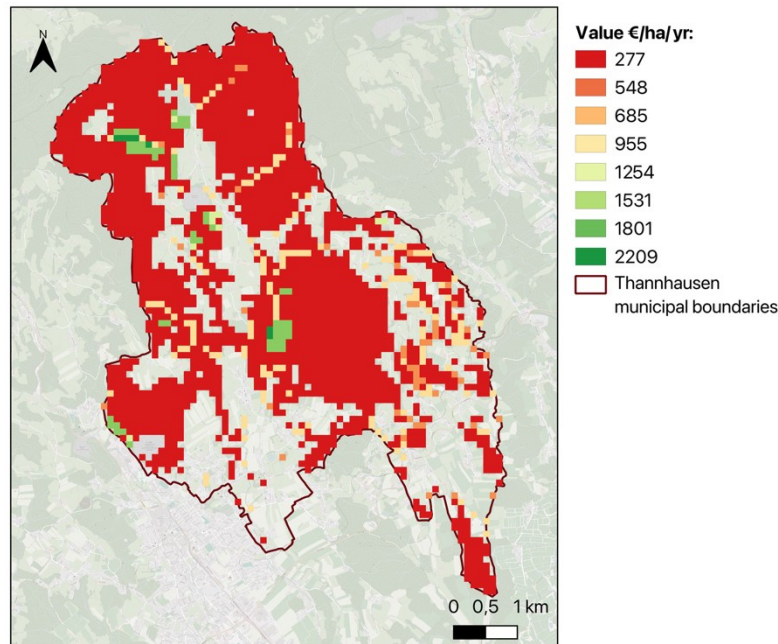 N
Value €/ha/yr:
277
548
685
955
1254
1531
1801
2209
Thannhausen
municipal boundaries
0 0,5 1 km